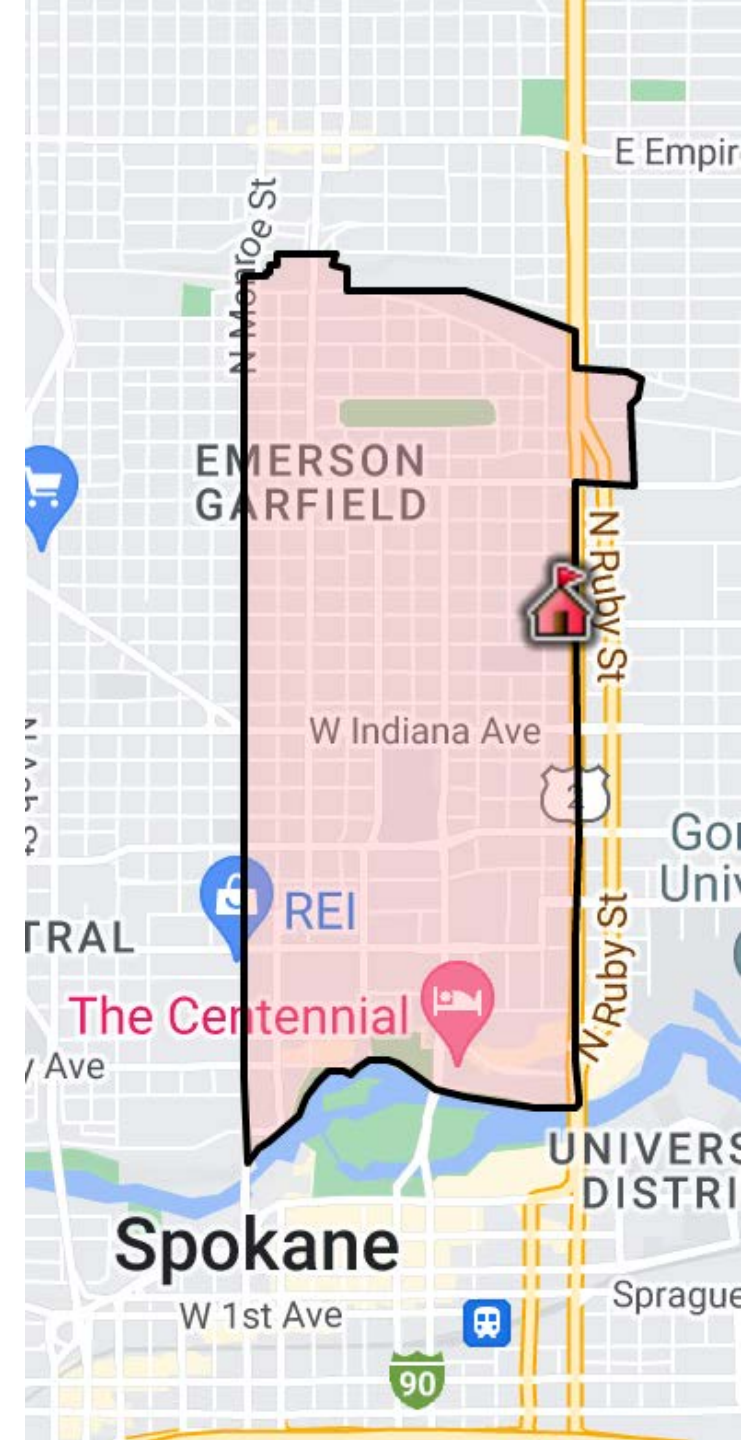 E Empir
N Monroe St
EMERSON
GARFIELD
N Ruby St
W Indiana Ave
2
Gon
Univ
REI
TRAL
N Ruby St
The Centennial
y Ave
UNIVERS
DISTRI
Spokane
W 1st Ave
Sprague
90